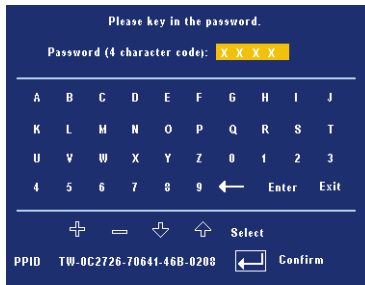 Please key in the password.
Password (4 character code): X X X X
A B C D E F G H I J
K L M N O P Q R S T
U V W X Y Z 0 1 2 3
4 5 6 7 8 9 Enter Exit
Select
PPID TW-0C2726-70641-46B-0208 Confirm